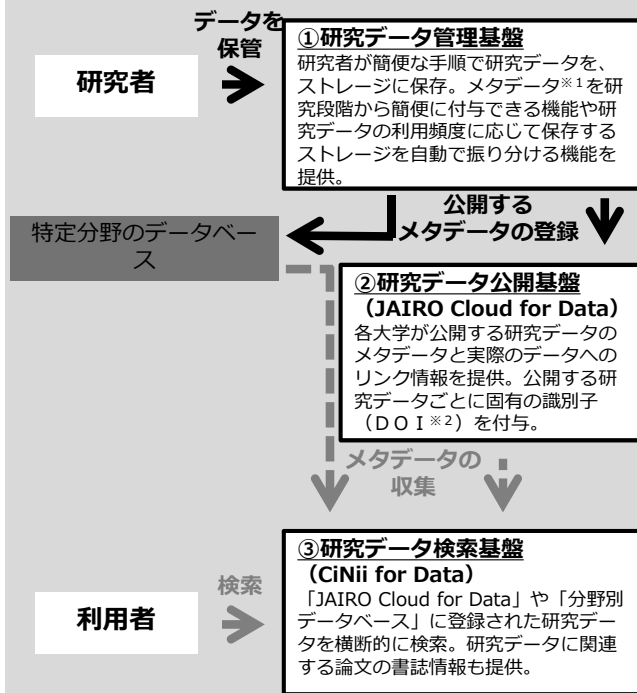 データを
保管
研究者
①研究データ管理基盤
研究者が簡便な手順で研究データを、
ストレージに保存。メタデータ※1を研
究段階から簡便に付与できる機能や研
究データの利用頻度に応じて保存する
ストレージを自動で振り分ける機能を
提供。
公開する
メタデータの登録
特定分野のデータベー
ス
②研究データ公開基盤
（JAIRO Cloud for Data）
各大学が公開する研究データの
メタデータと実際のデータへの
リンク情報を提供。公開する研
究データごとに固有の識別子
（ＤＯＩ※2）を付与。
メタデータの
収集
③研究データ検索基盤
（CiNii for Data）
「JAIRO Cloud for Data」や「分野別
データベース」に登録された研究デー
タを横断的に検索。研究データに関連
する論文の書誌情報も提供。
検索
利用者